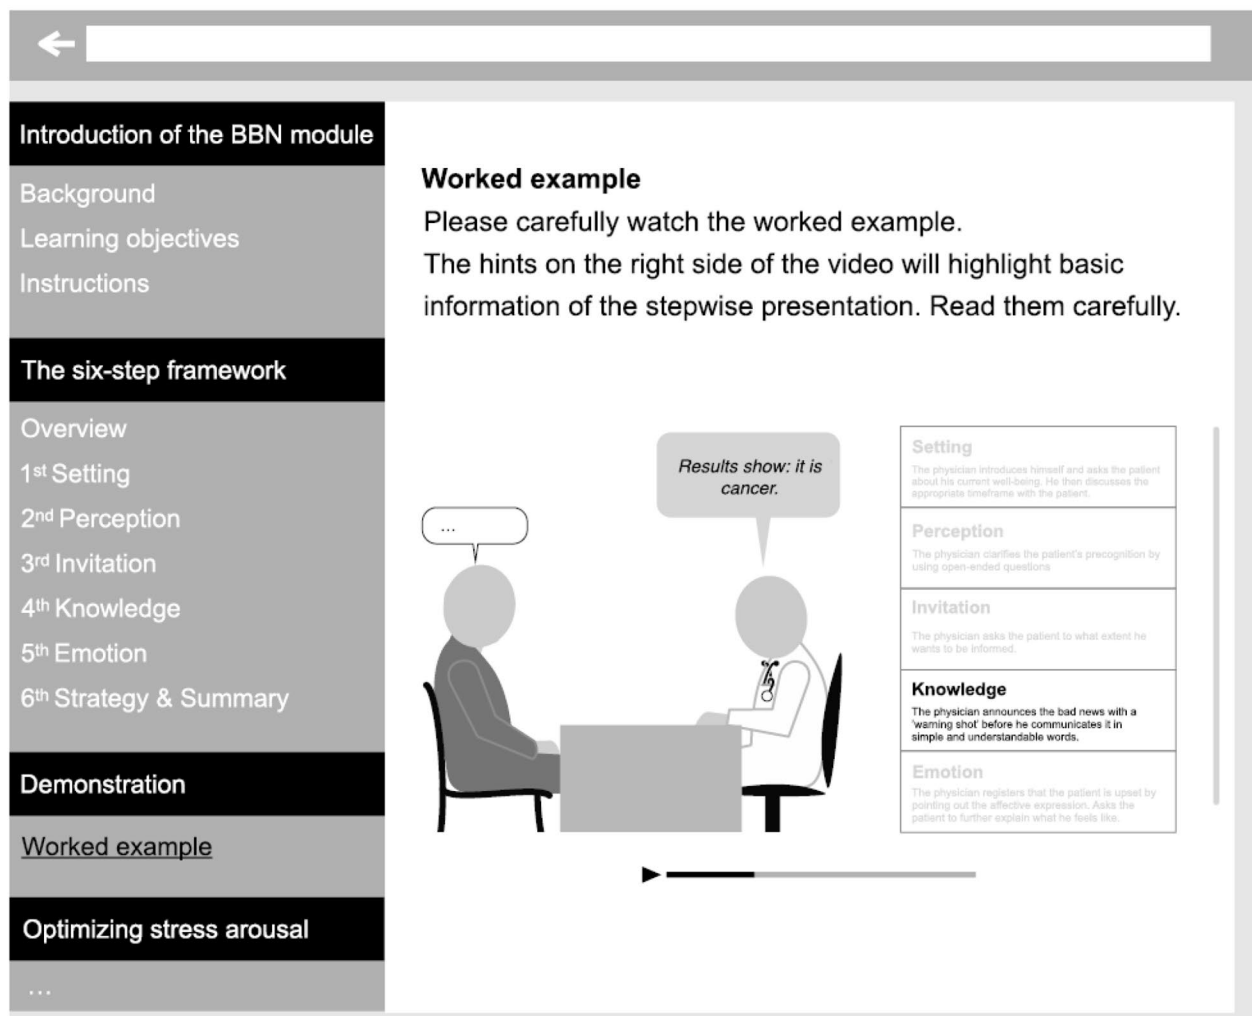 Introduction of the BBN module
Background
Learning objectives
Instructions
The six-step framework
Overview
1st Setting
2nd Perception
3rd Invitation
4th Knowledge
5th Emotion
6th Strategy & Summary
Demonstration
Worked example
Optimizing stress arousal
...
Worked example
Please carefully watch the worked example.
The hints on the right side of the video will highlight basic
information of the stepwise presentation. Read them carefully.
...
Results show: it is
cancer.
Setting
The physician introduces himself and asks the patient
about his current well-being. He then discusses the
appropriate timeframe with the patient.
Perception
The physician clarifies the patient's precognition by
using open-ended questions
Invitation
The physician asks the patient to what extent he
wants to be informed.
Knowledge
The physician announces the bad news with a
'warning shot' before he communicates it in
simple and understandable words.
Emotion
The physician registers that the patient is upset by
pointing out the affective expression. Asks the
patient to further explain what he feels like.